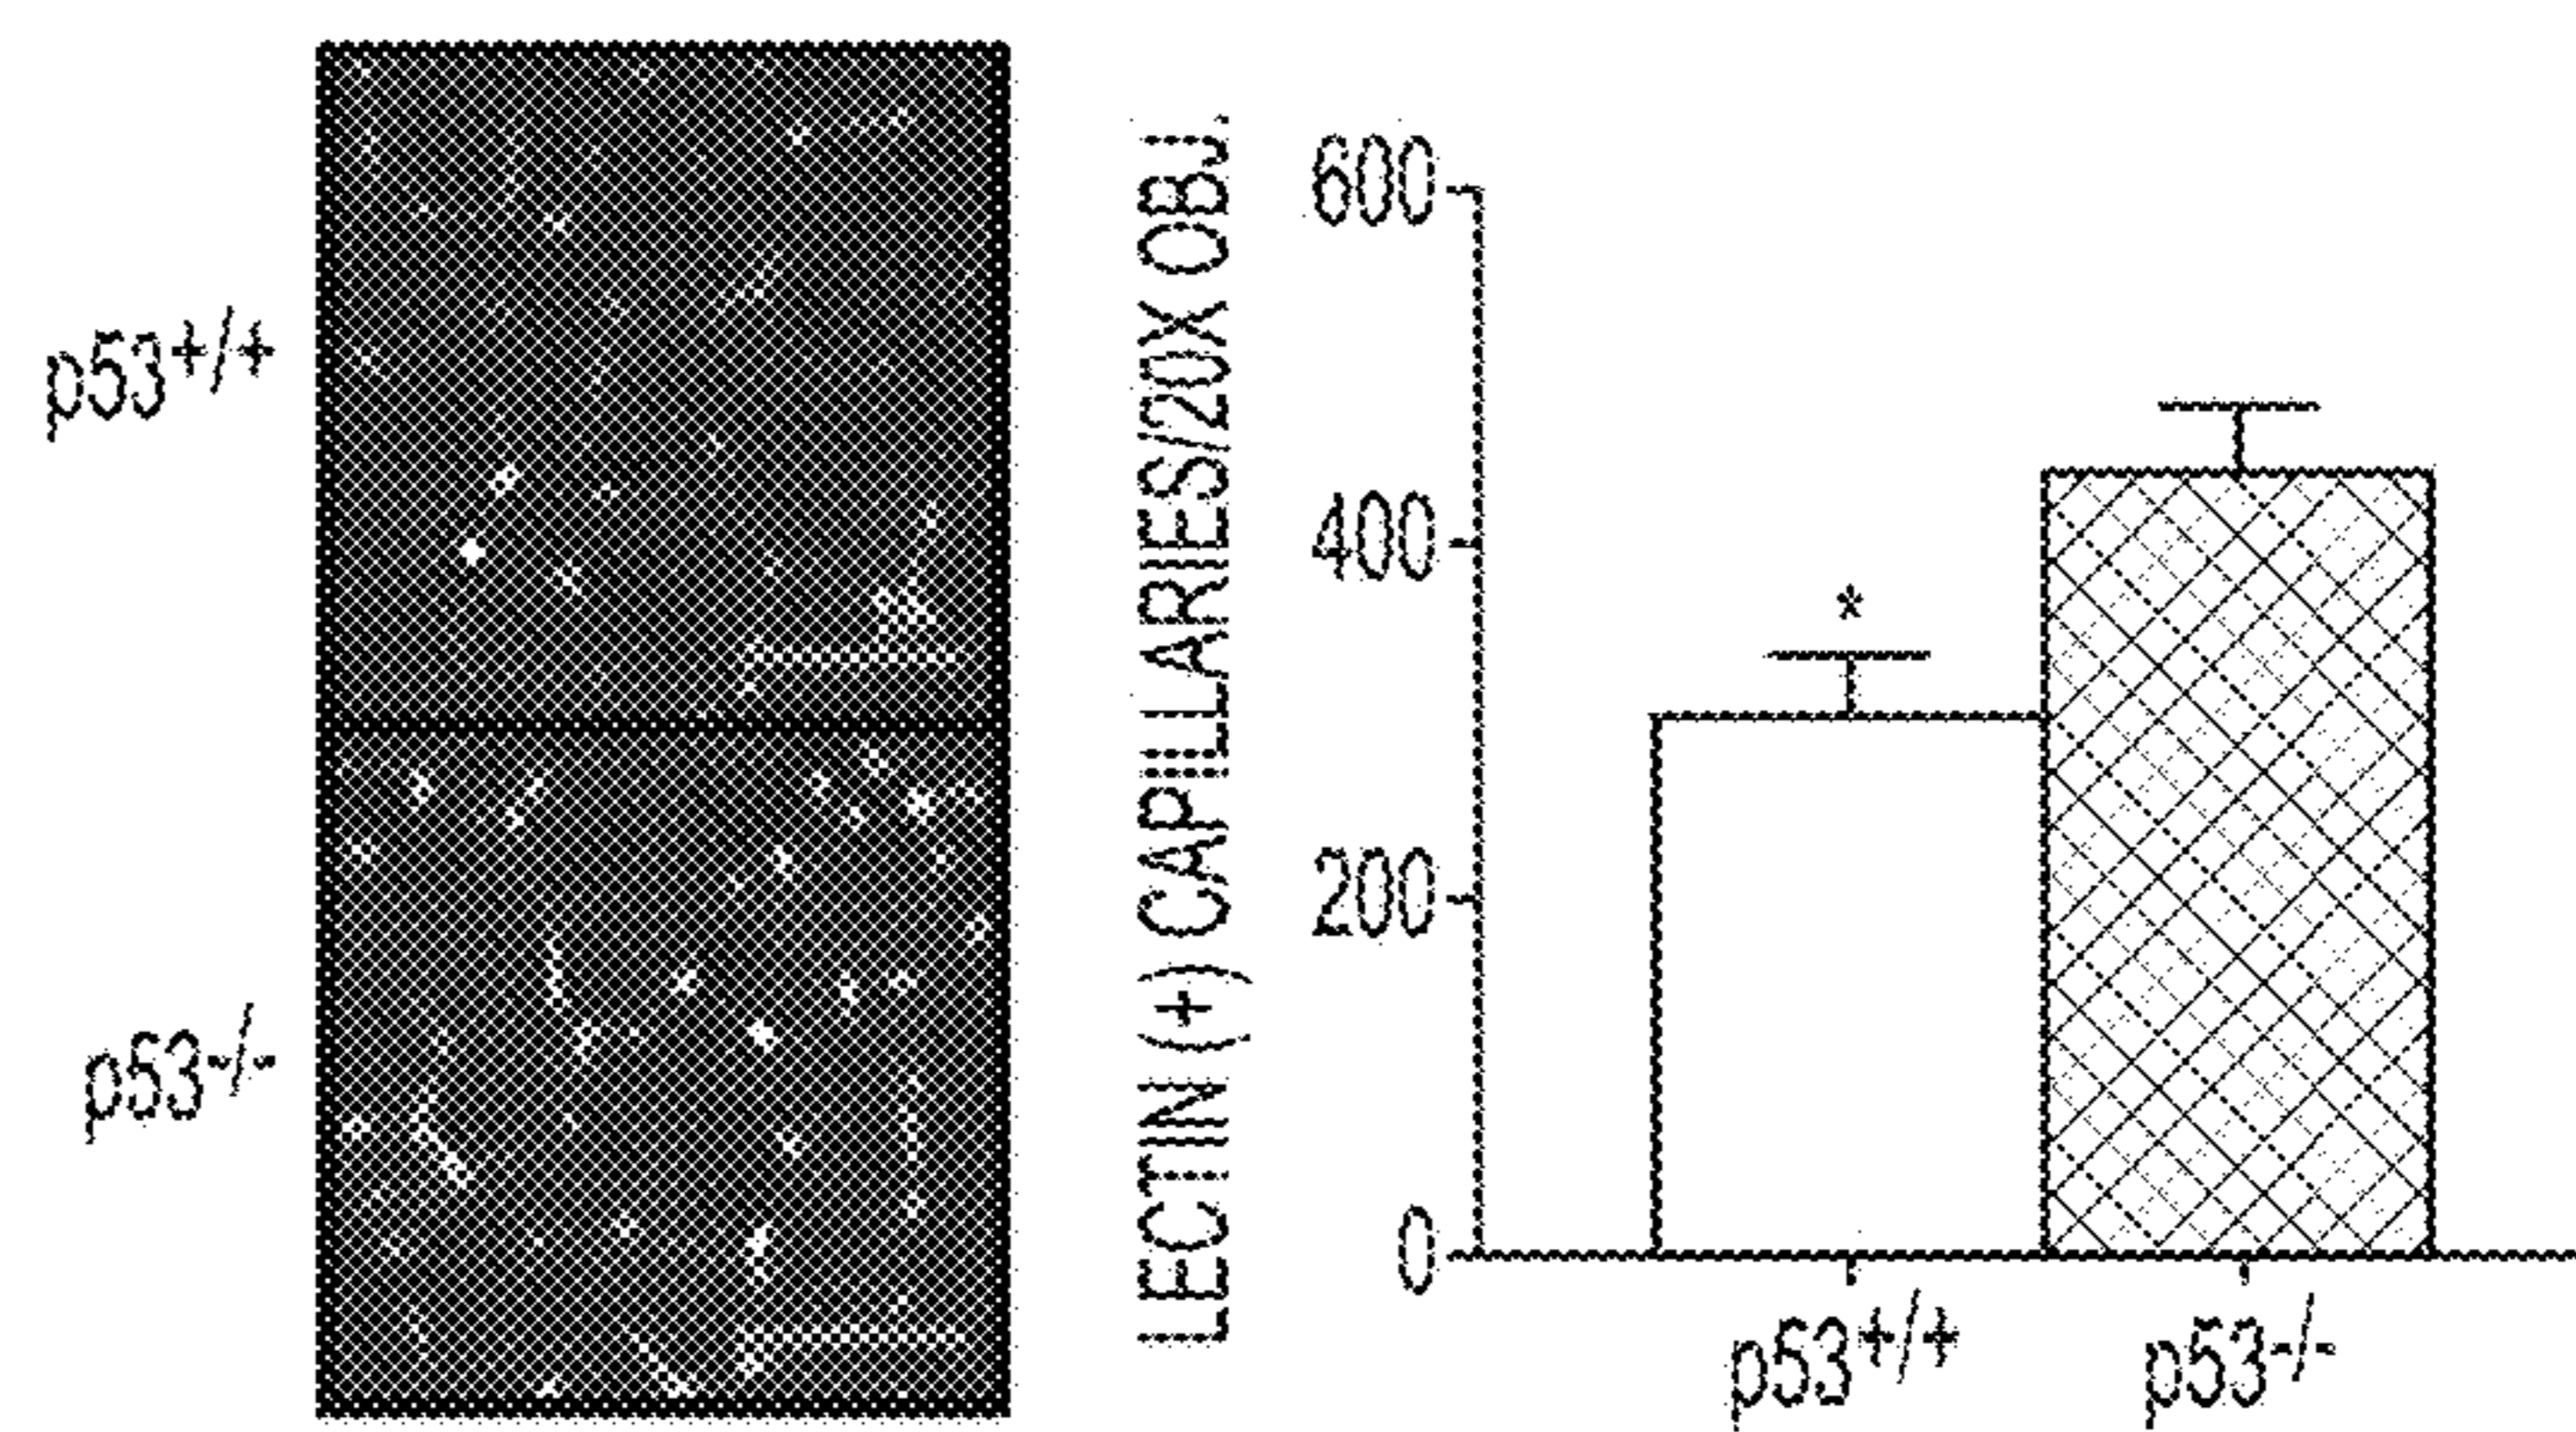 p53+/+
p53-/-
LECTIN (+) CAPILLARIES/20X OBJ.
600
400
200
0
*
p53+/+
p53-/-